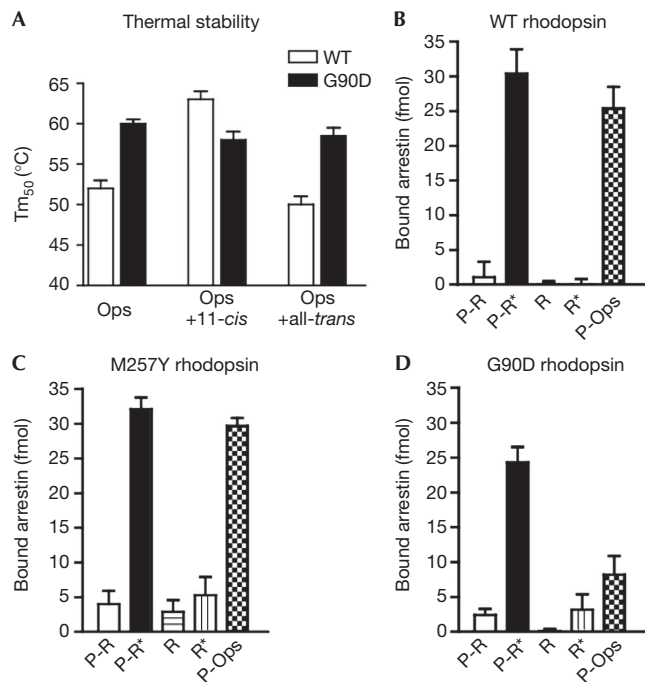 A Thermal stability
WT
G90D
Tm50 (°C)
65
60
55
50
45
40
Ops
Ops
+11-cis
Ops
+all-trans
B WT rhodopsin
Bound arrestin (fmol)
35
30
25
20
15
10
5
0
P-R
P-R*
R
R*
P-Ops
C M257Y rhodopsin
Bound arrestin (fmol)
35
30
25
20
15
10
5
0
P-R
P-R*
R
R*
P-Ops
D G90D rhodopsin
Bound arrestin (fmol)
35
30
25
20
15
10
5
0
P-R
P-R*
R
R*
P-Ops